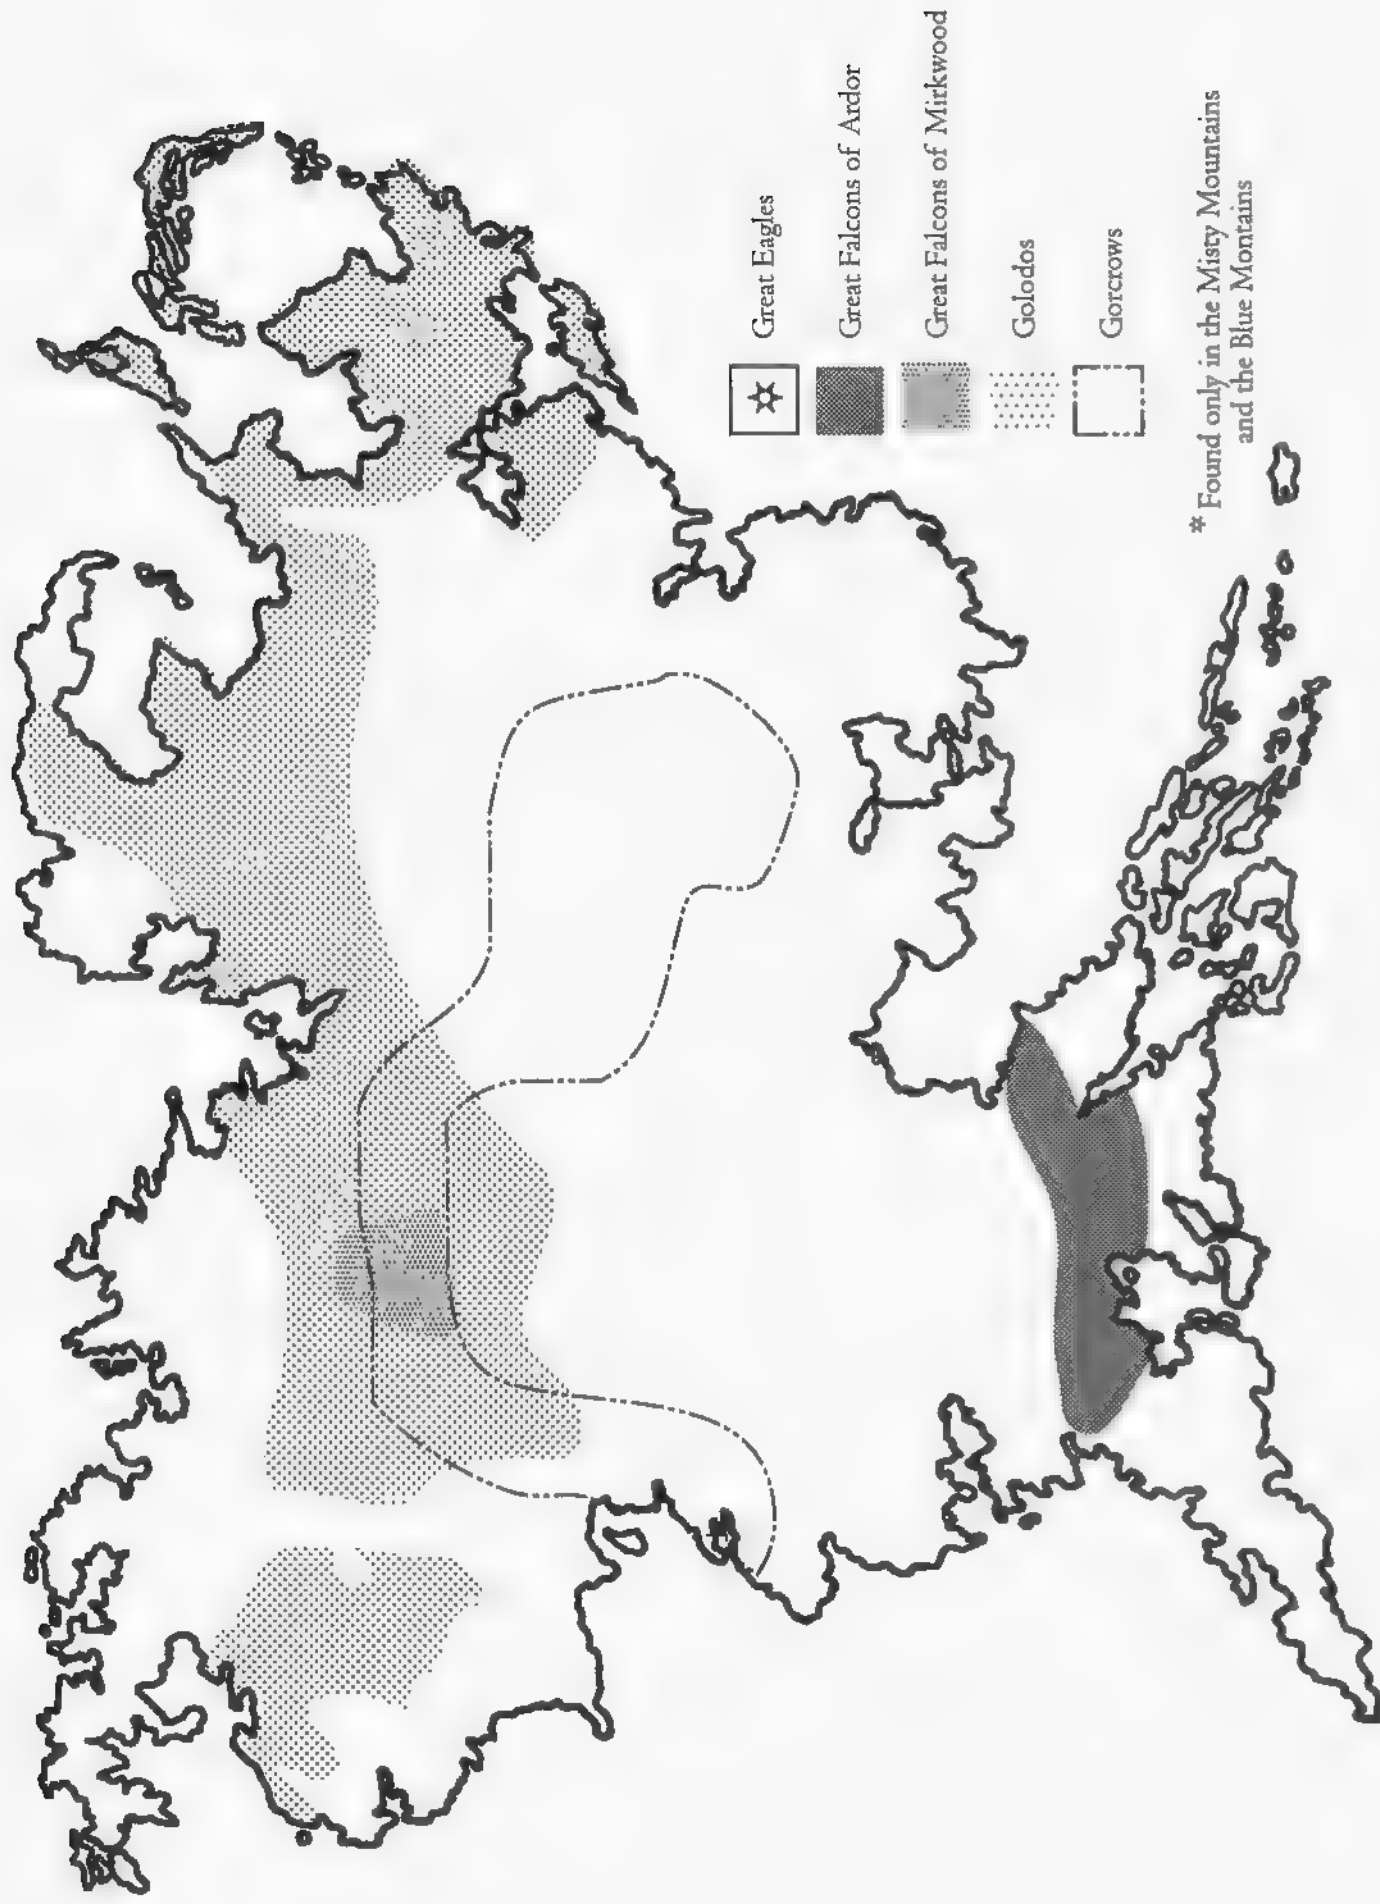 Great Eagles
Great Falcons of Ardor
Great Falcons of Mirkwood
Golodos
Gorcrows
* Found only in the Misty Mountains
and the Blue Montains